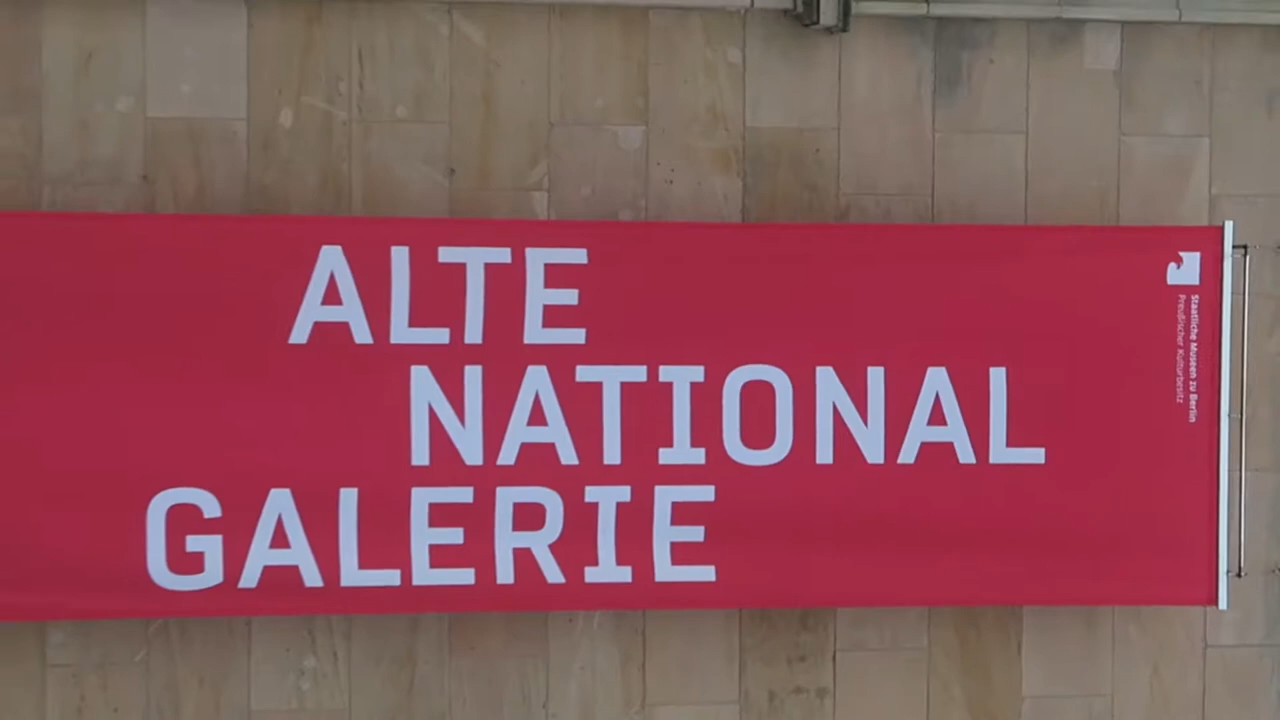 ALTE
NATIONAL
GALERIE
Staatliche Museen zu Berlin
Preußischer Kulturbesitz